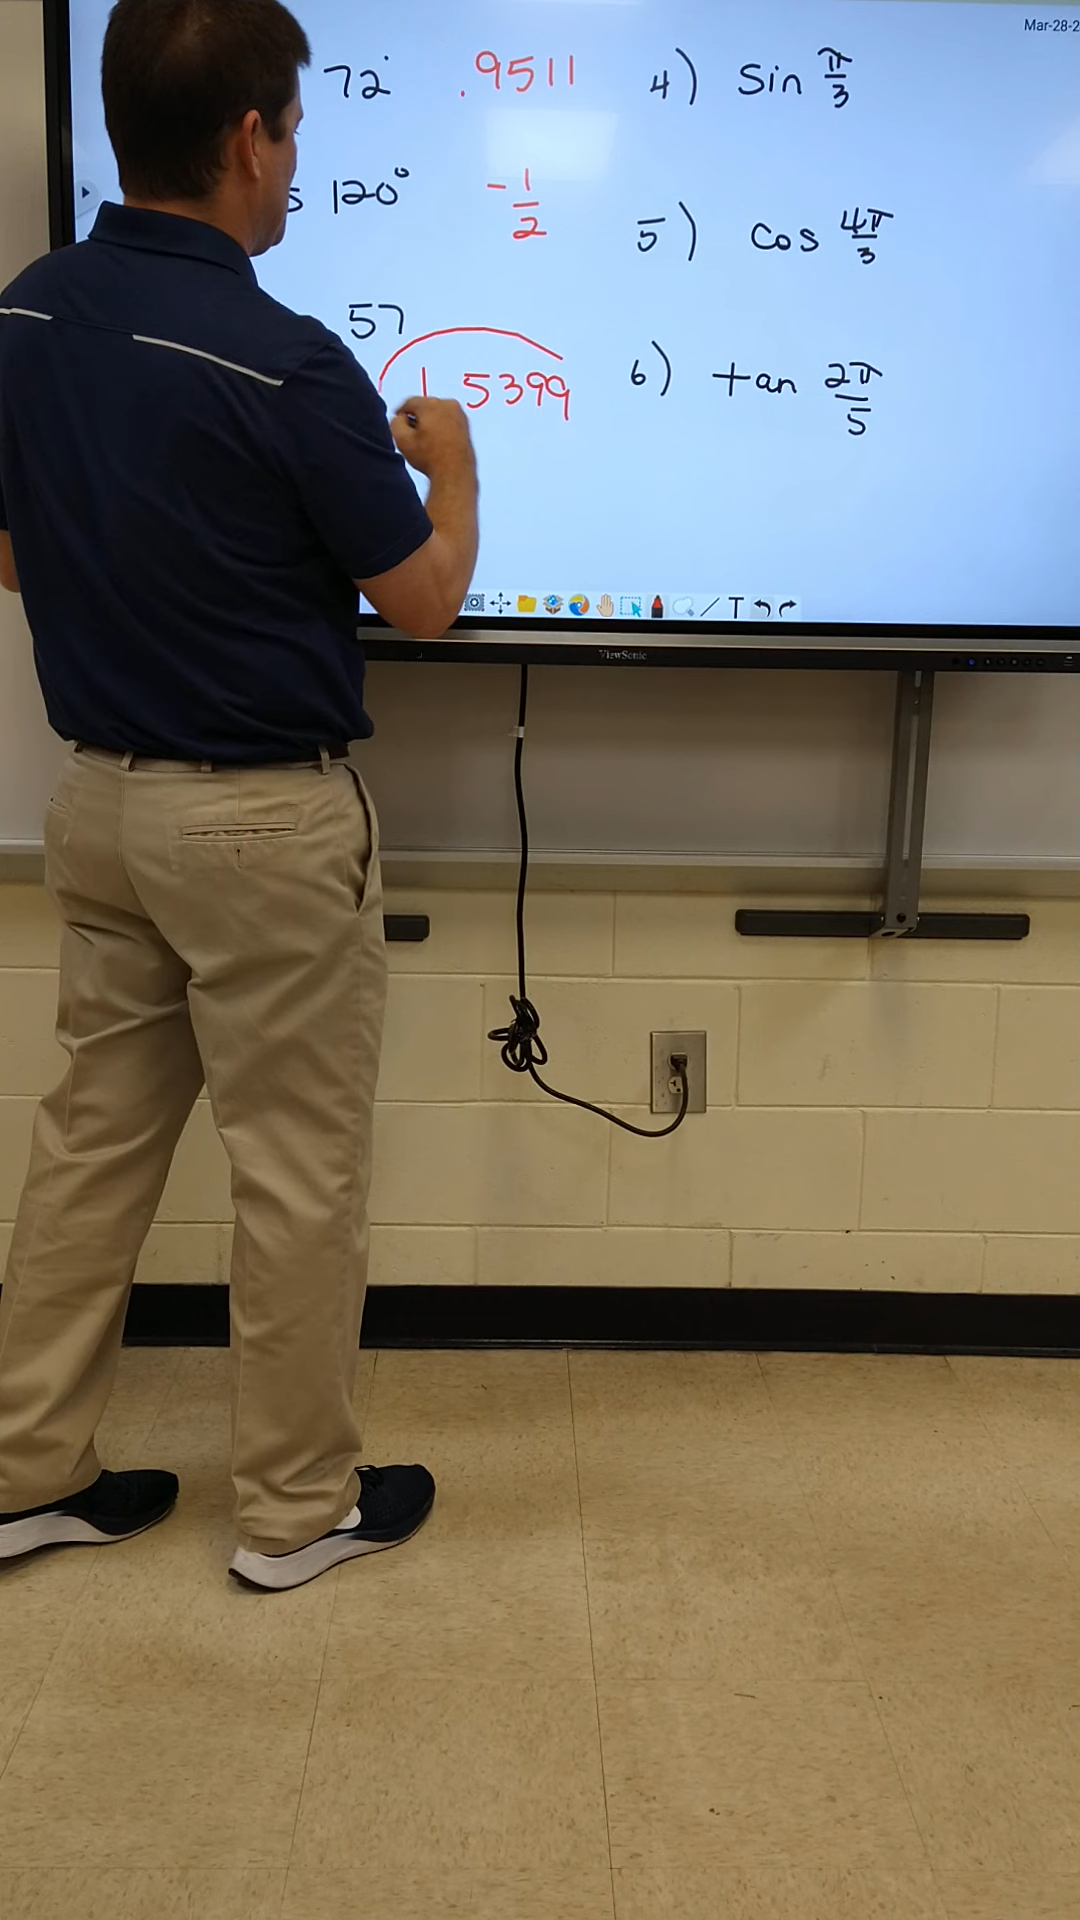 Mar-28-2
72° .9511
4) Sin π/3
s 120° -1/2
5) cos 4π/3
57
1.5399
6) tan 2π/5
T
ViewSonic